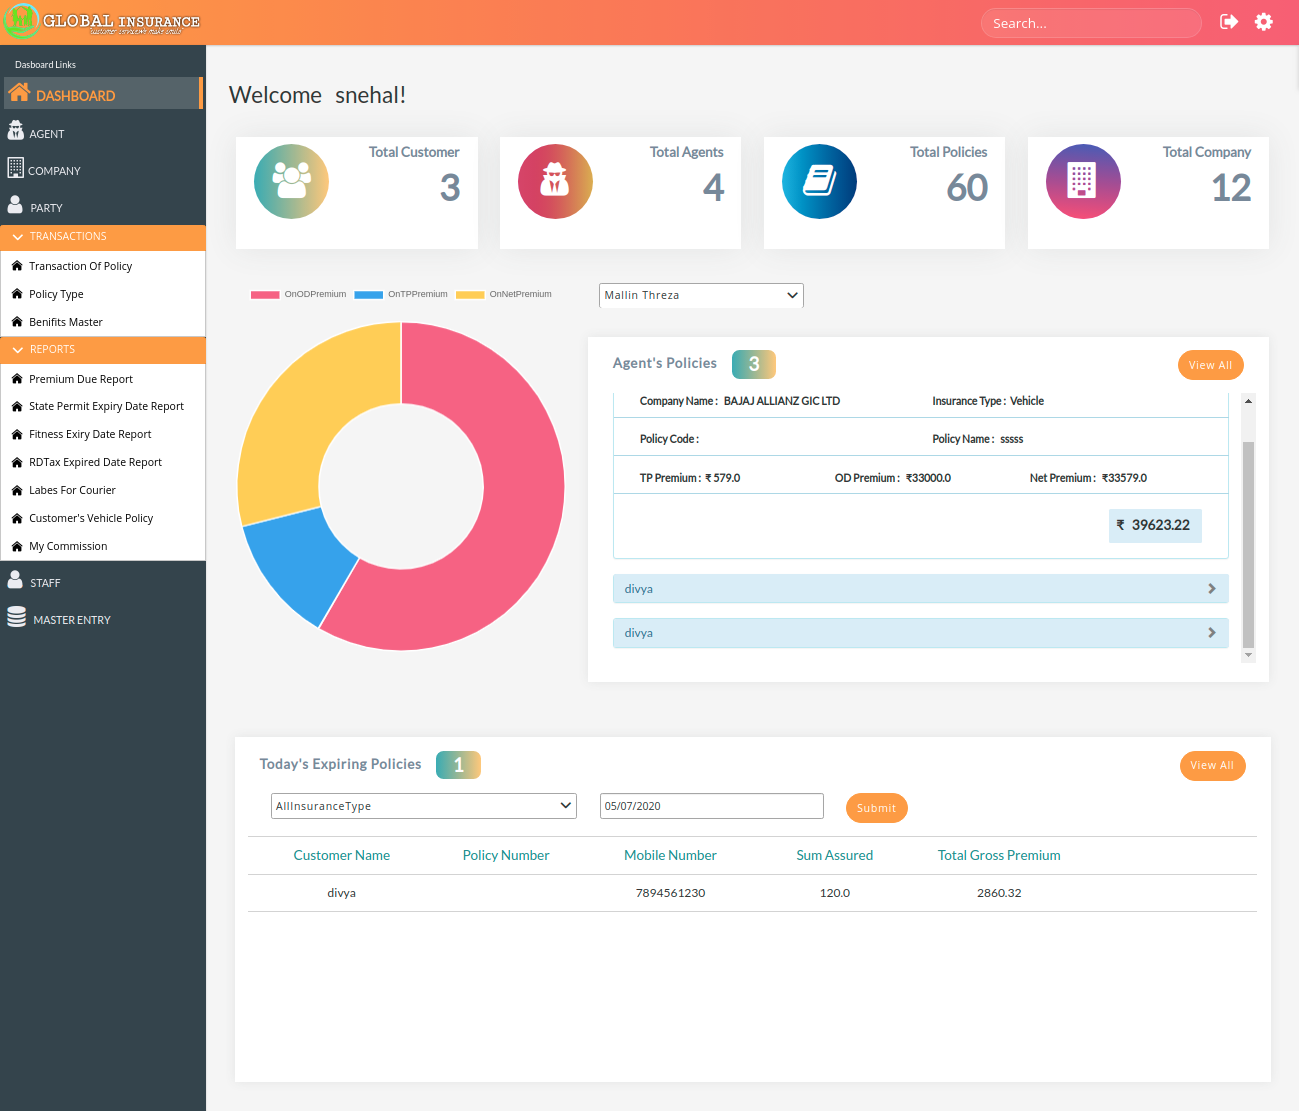 GLOBAL INSURANCE
Search...
Dasboard Links
DASHBOARD
AGENT
COMPANY
PARTY
TRANSACTIONS
Transaction Of Policy
Policy Type
Benifits Master
REPORTS
Premium Due Report
State Permit Expiry Date Report
Fitness Exiry Date Report
RDTax Expired Date Report
Labes For Courier
Customer's Vehicle Policy
My Commission
STAFF
MASTER ENTRY
Welcome snehal!
Total Customer
3
Total Agents
4
Total Policies
60
Total Company
12
OnODPremium OnTPPremium OnNetPremium
Mallin Threza
Agent's Policies 3 View All
Company Name : BAJAJ ALLIANZ GIC LTD Insurance Type : Vehicle
Policy Code : Policy Name : sssss
TP Premium : ₹ 579.0 OD Premium : ₹33000.0 Net Premium : ₹33579.0
₹ 39623.22
divya
divya
Today's Expiring Policies 1 View All
AllInsuranceType 05/07/2020 Submit
Customer Name Policy Number Mobile Number Sum Assured Total Gross Premium
divya 7894561230 120.0 2860.32